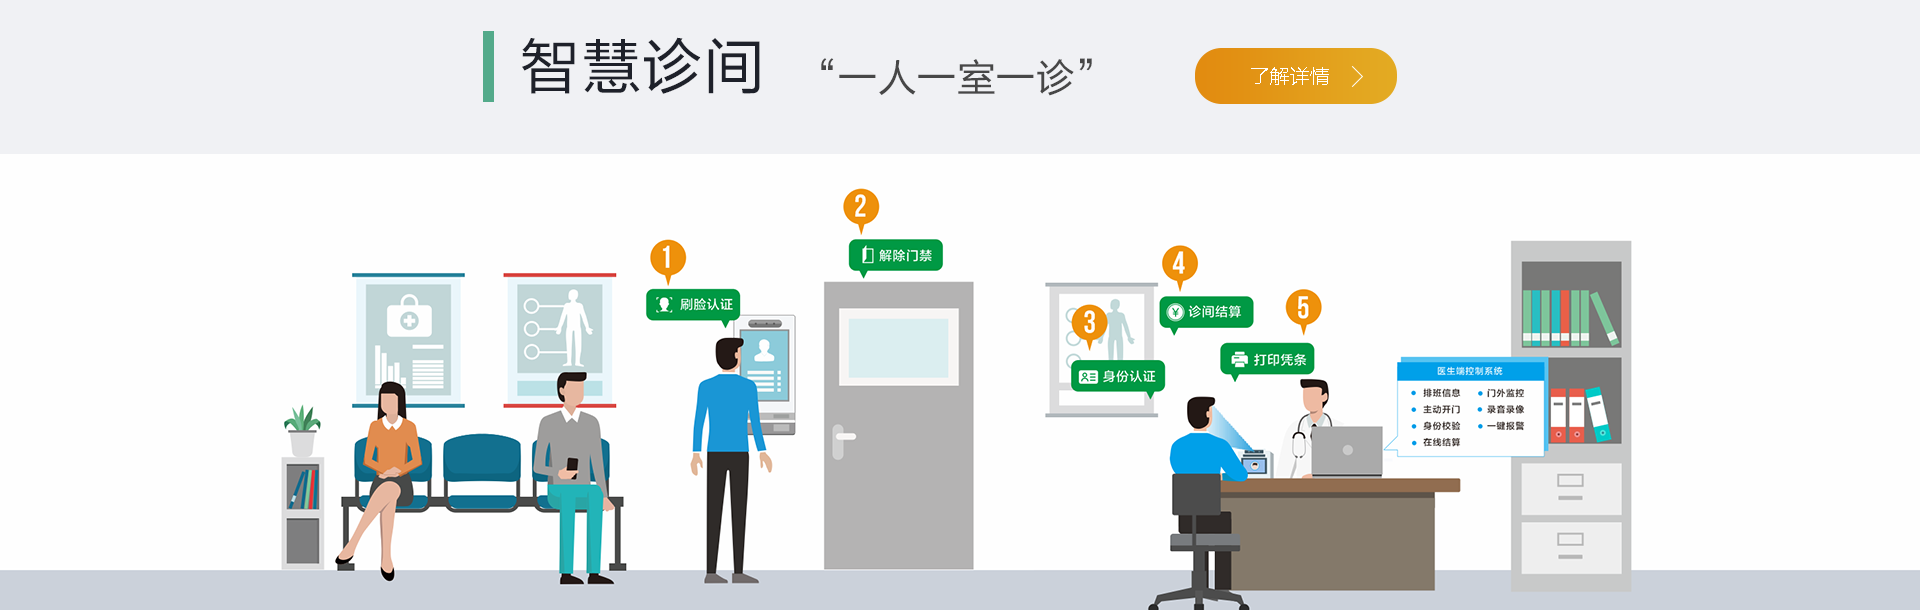 智慧诊间
“一人一室一诊”
了解详情
1
刷脸认证
2
解除门禁
3
身份认证
4
诊间结算
5
打印凭条
医生端控制系统
排班信息 门外监控
主动开门 录音录像
身份校验 一键报警
在线结算